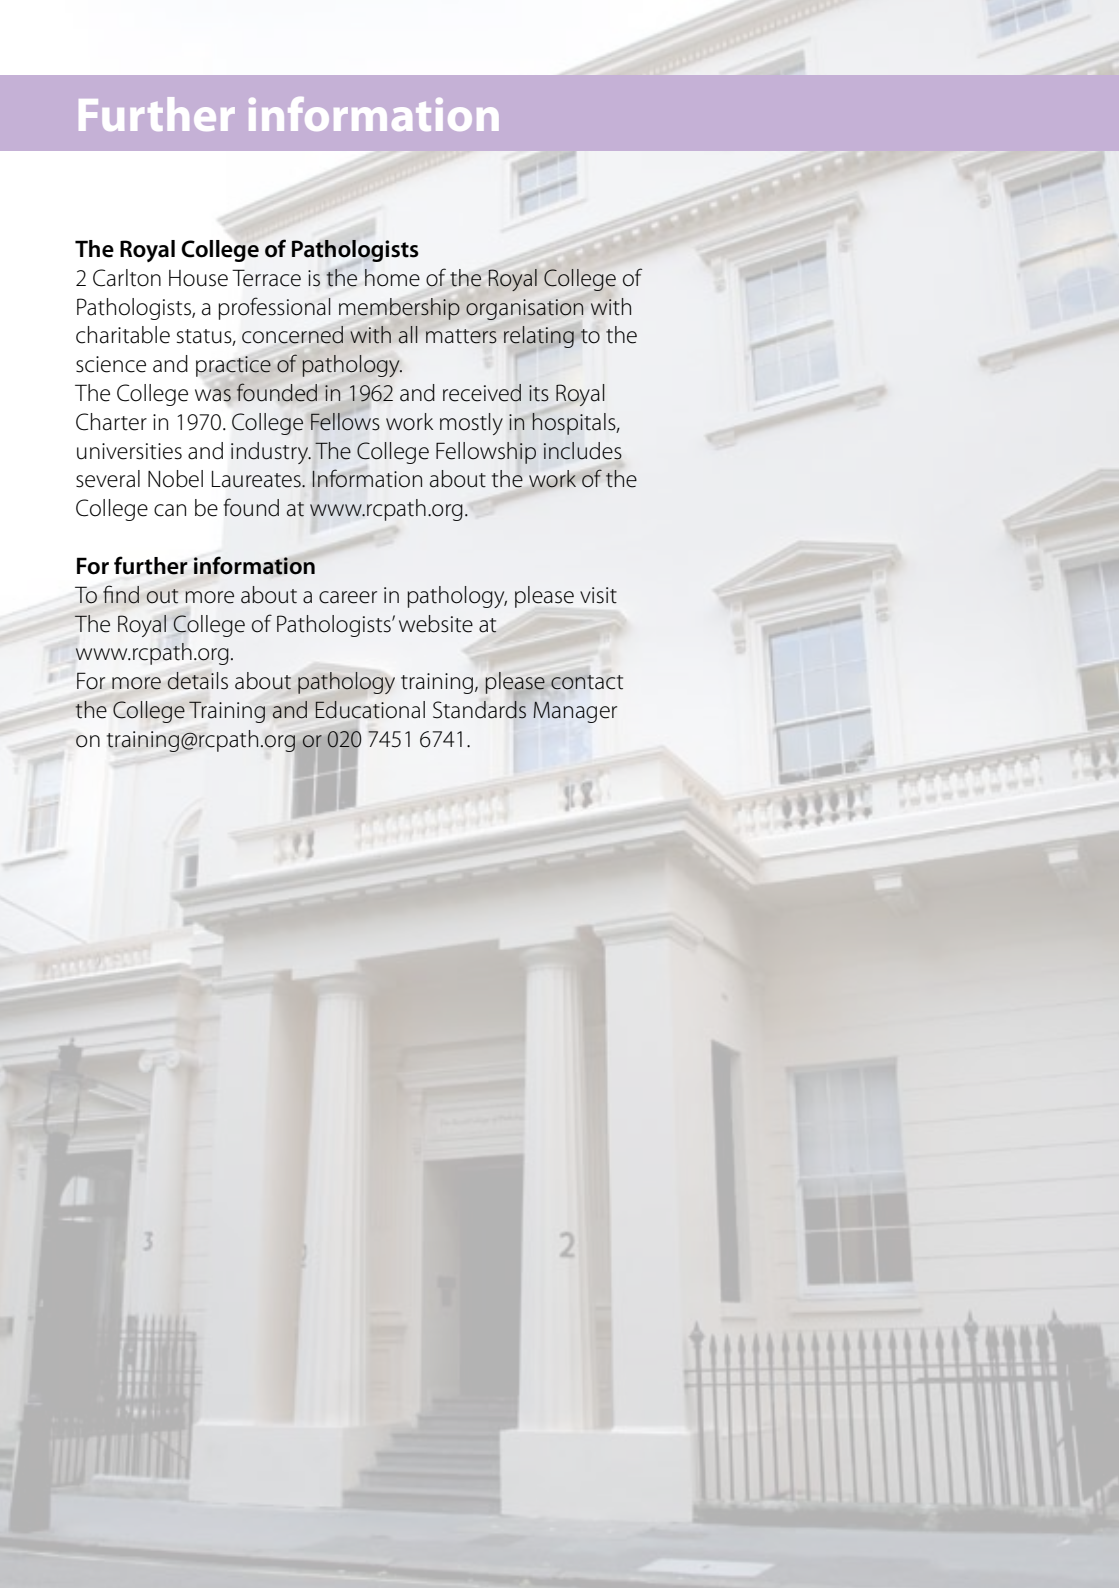 Further information
The Royal College of Pathologists
2 Carlton House Terrace is the home of the Royal College of
Pathologists, a professional membership organisation with
charitable status, concerned with all matters relating to the
science and practice of pathology.
The College was founded in 1962 and received its Royal
Charter in 1970. College Fellows work mostly in hospitals,
universities and industry. The College Fellowship includes
several Nobel Laureates. Information about the work of the
College can be found at www.rcpath.org.
For further information
To find out more about a career in pathology, please visit
The Royal College of Pathologists’ website at
www.rcpath.org.
For more details about pathology training, please contact
the College Training and Educational Standards Manager
on training@rcpath.org or 020 7451 6741.
3
2